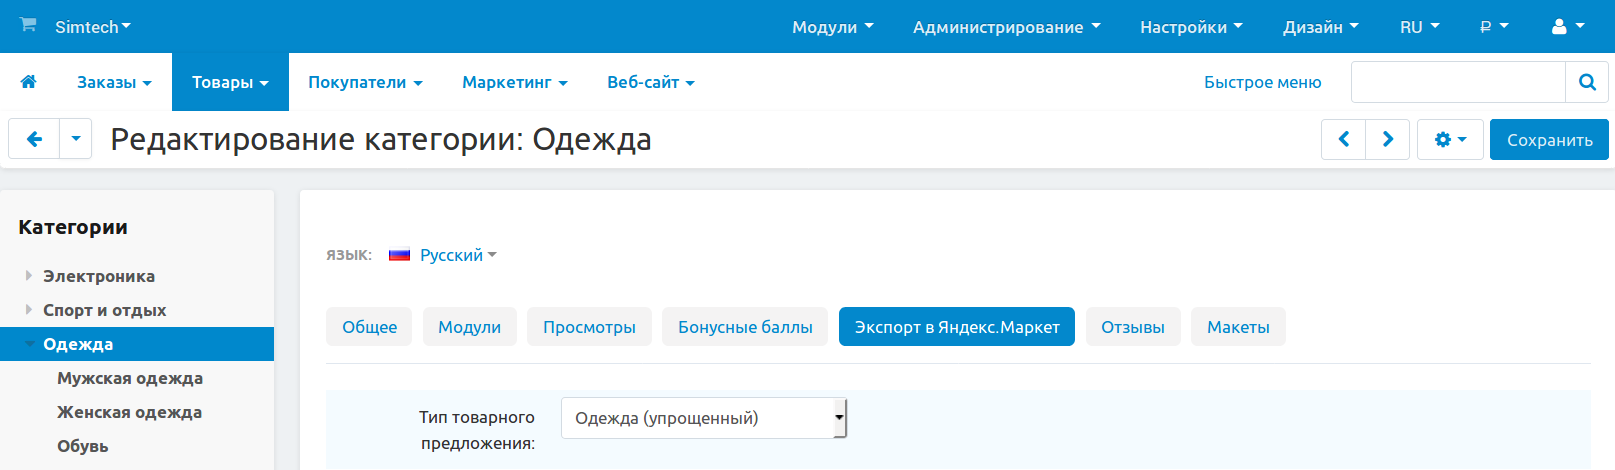 Simtech
Модули
Администрирование
Настройки
Дизайн
RU
₽
Заказы
Товары
Покупатели
Маркетинг
Веб-сайт
Быстрое меню
Редактирование категории: Одежда
Сохранить
Категории
Электроника
Спорт и отдых
Одежда
Мужская одежда
Женская одежда
Обувь
ЯЗЫК:
Русский
Общее
Модули
Просмотры
Бонусные баллы
Экспорт в Яндекс.Маркет
Отзывы
Макеты
Тип товарного
предложения:
Одежда (упрощенный)